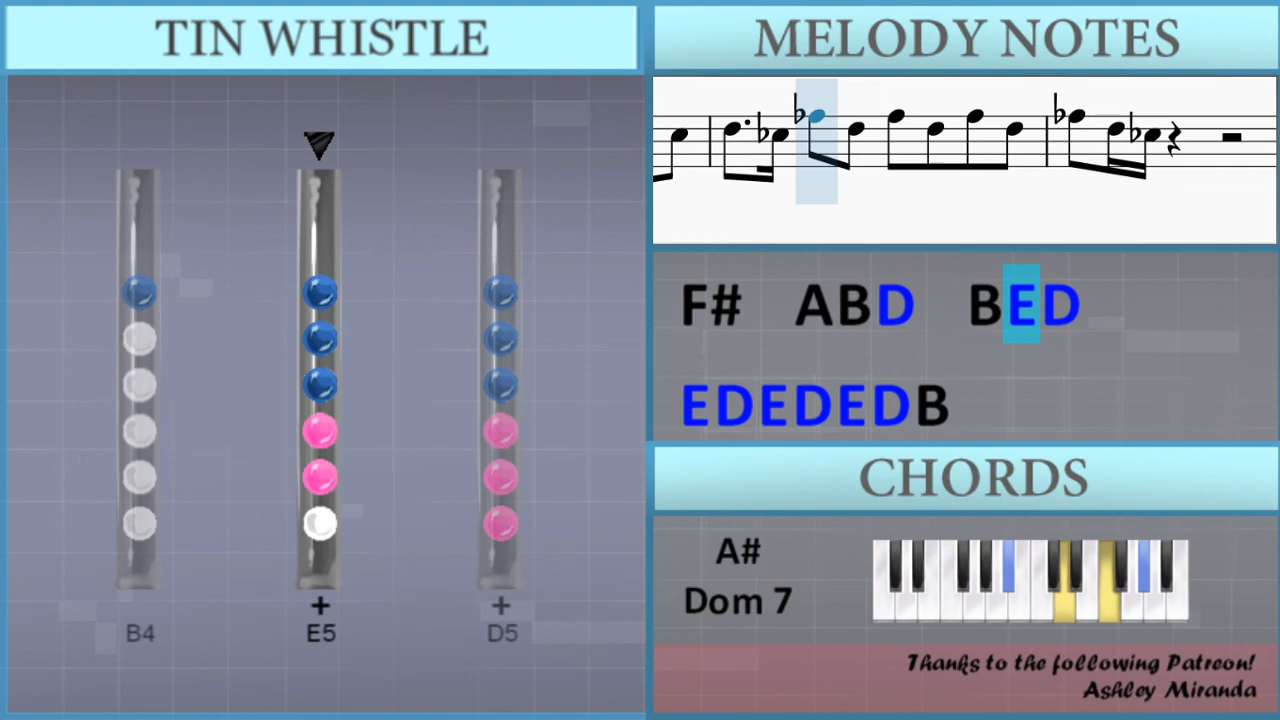 TIN WHISTLE
+
+
B4 E5 D5
MELODY NOTES
F# ABD BED
EDEDEDB
CHORDS
A#
Dom 7
Thanks to the following Patreon!
Ashley Miranda